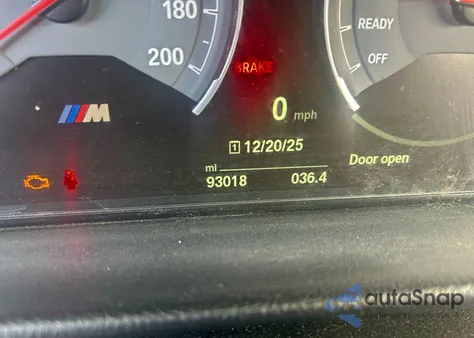 180
READY
200
BRAKE
OFF
M
0 mph
1 12/20/25
Door open
mi
93018 036.4
autoSnap